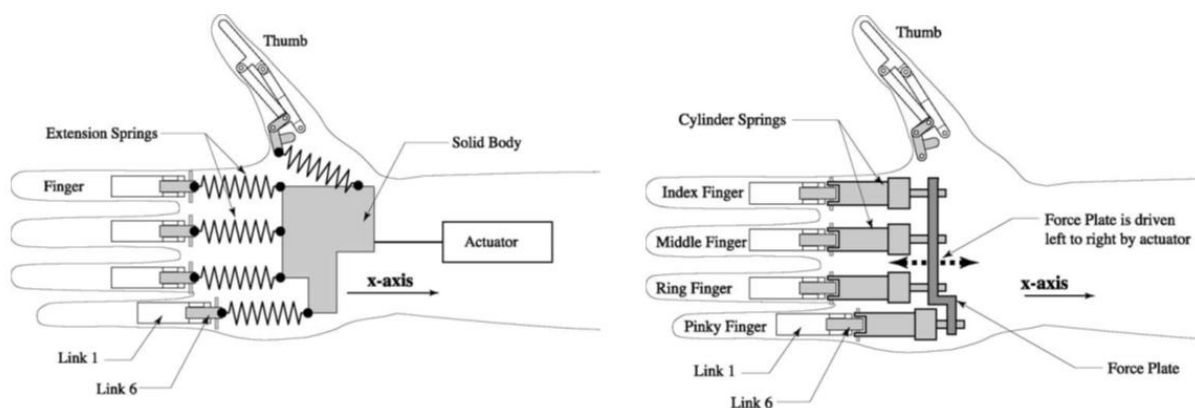 Thumb
Extension Springs
Solid Body
Finger
Actuator
x-axis
Link 1
Link 6
Thumb
Cylinder Springs
Index Finger
Middle Finger
Force Plate is driven
left to right by actuator
Ring Finger
x-axis
Pinky Finger
Link 1
Link 6
Force Plate